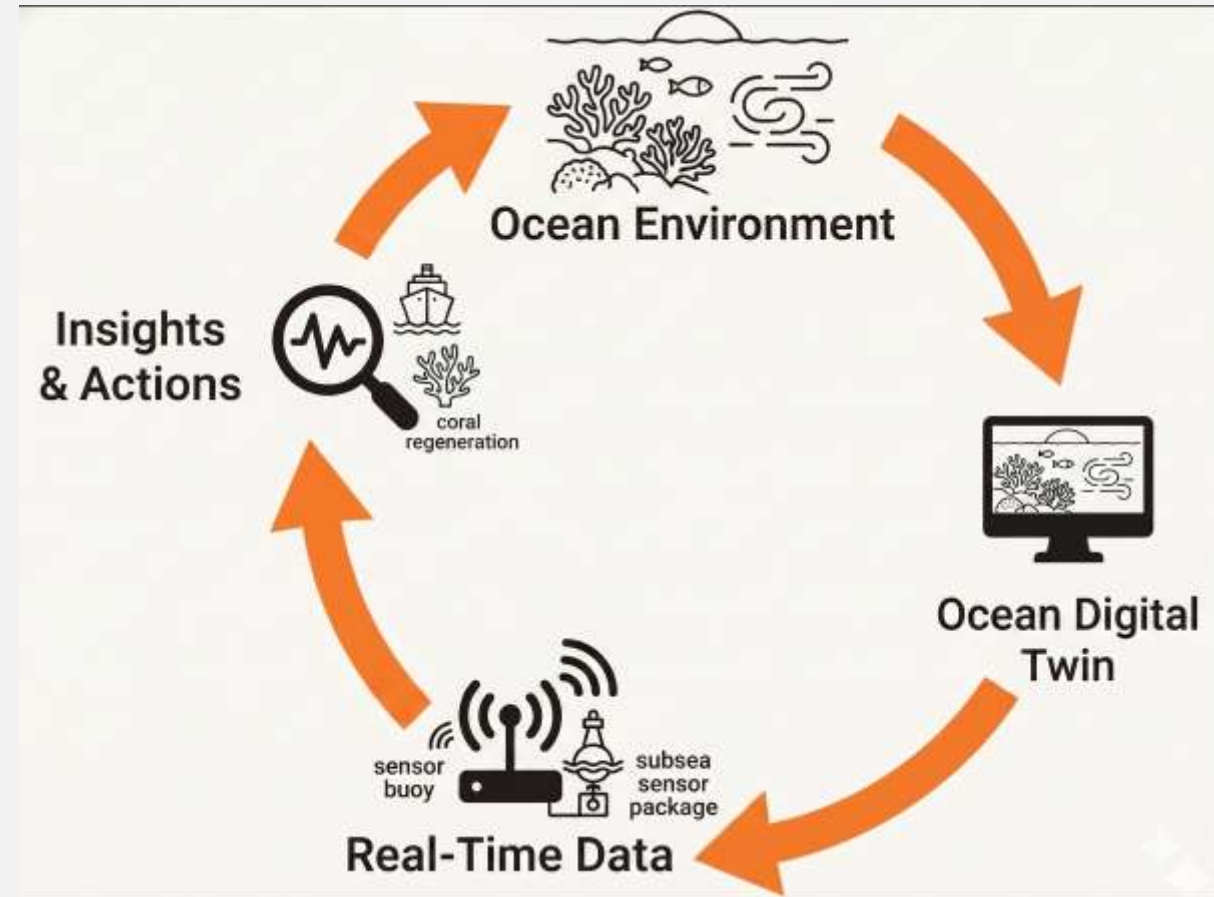 Ocean Environment
Insights
& Actions
coral
regeneration
Ocean Digital
Twin
sensor
buoy
subsea
sensor
package
Real-Time Data